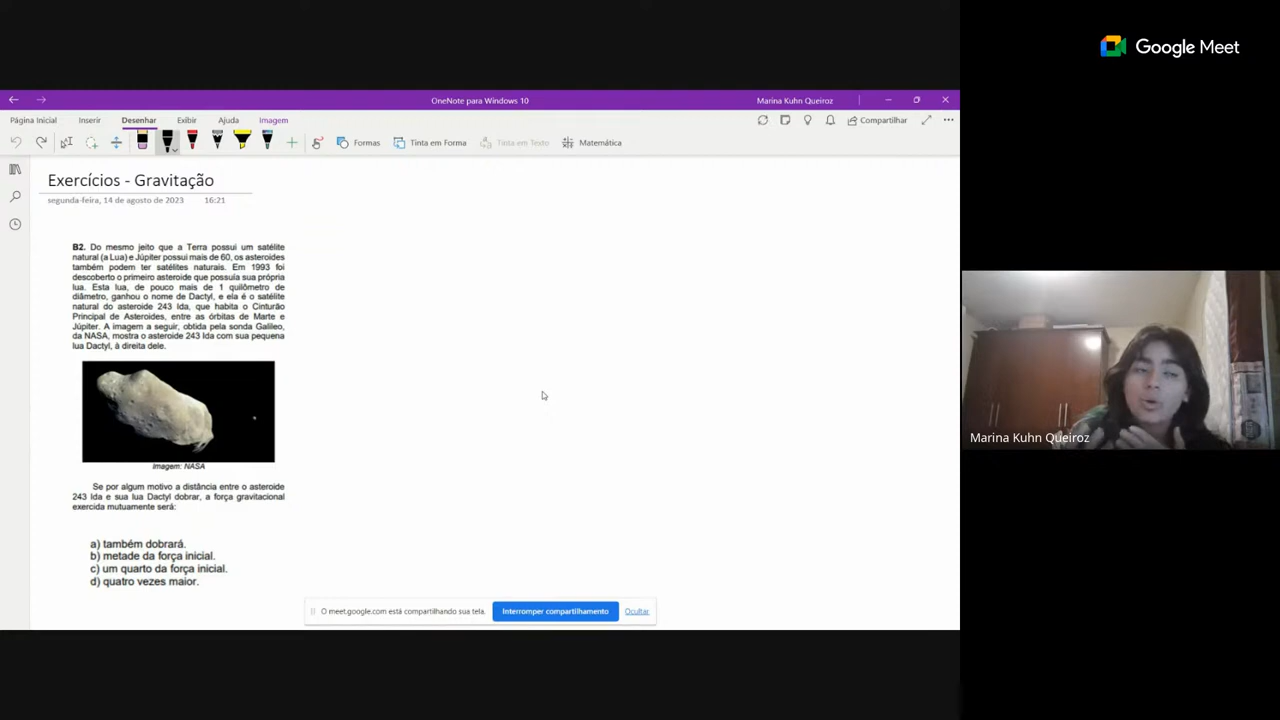 Google Meet
OneNote para Windows 10
Marina Kuhn Queiroz
Página Inicial
Inserir
Desenhar
Exibir
Ajuda
Imagem
Compartilhar
Formas
Tinta em Forma
Tinta em Texto
Matemática
Exercícios - Gravitação
segunda-feira, 14 de agosto de 2023 16:21
B2. Do mesmo jeito que a Terra possui um satélite
natural (a Lua) e Júpiter possui mais de 60, os asteroides
também podem ter satélites naturais. Em 1993 foi
descoberto o primeiro asteroide que possuía sua própria
lua. Esta lua, de pouco mais de 1 quilômetro de
diâmetro, ganhou o nome de Dactyl, e ela é o satélite
natural do asteroide 243 Ida, que habita o Cinturão
Principal de Asteroides, entre as órbitas de Marte e
Júpiter. A imagem a seguir, obtida pela sonda Galileo,
da NASA, mostra o asteroide 243 Ida com sua pequena
lua Dactyl, à direita dele.
Imagem: NASA
Se por algum motivo a distância entre o asteroide
243 Ida e sua lua Dactyl dobrar, a força gravitacional
exercida mutuamente será:
a) também dobrará.
b) metade da força inicial.
c) um quarto da força inicial.
d) quatro vezes maior.
O meet.google.com está compartilhando sua tela.
Interromper compartilhamento
Ocultar
Marina Kuhn Queiroz